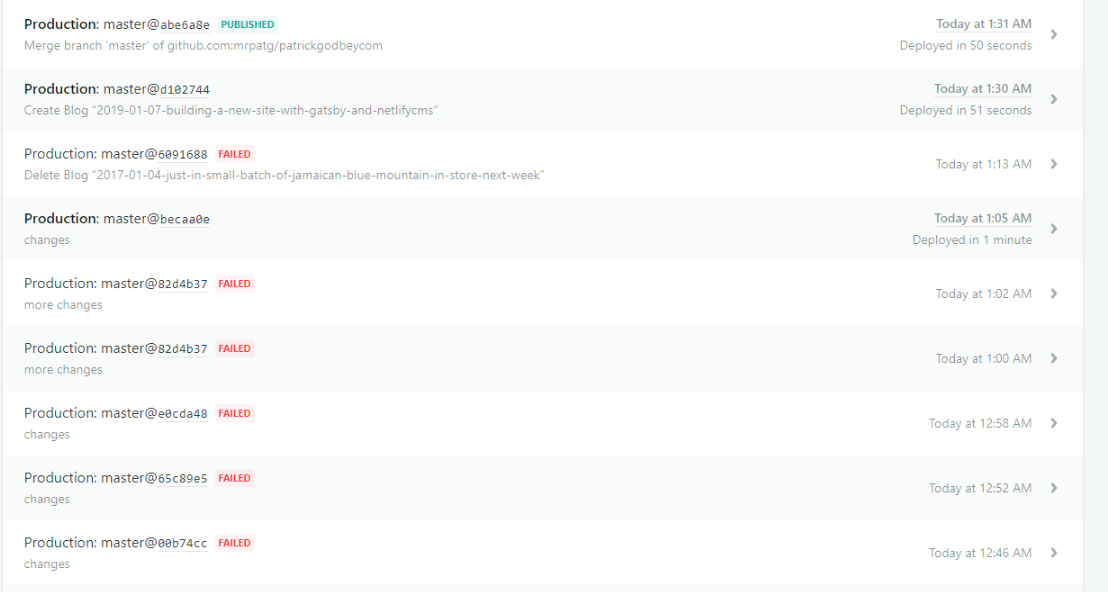 Production: master@abe6a8e PUBLISHED
Today at 1:31 AM
Merge branch 'master' of github.com:mrpatg/patrickgodbeycom
Deployed in 50 seconds
Production: master@d102744
Today at 1:30 AM
Create Blog “2019-01-07-building-a-new-site-with-gatsby-and-netlifycms”
Deployed in 51 seconds
Production: master@6091688 FAILED
Today at 1:13 AM
Delete Blog “2017-01-04-just-in-small-batch-of-jamaican-blue-mountain-in-store-next-week”
Production: master@becaa0e
Today at 1:05 AM
changes
Deployed in 1 minute
Production: master@82d4b37 FAILED
Today at 1:02 AM
more changes
Production: master@82d4b37 FAILED
Today at 1:00 AM
more changes
Production: master@e0cda48 FAILED
Today at 12:58 AM
changes
Production: master@65c89e5 FAILED
Today at 12:52 AM
changes
Production: master@00b74cc FAILED
Today at 12:46 AM
changes